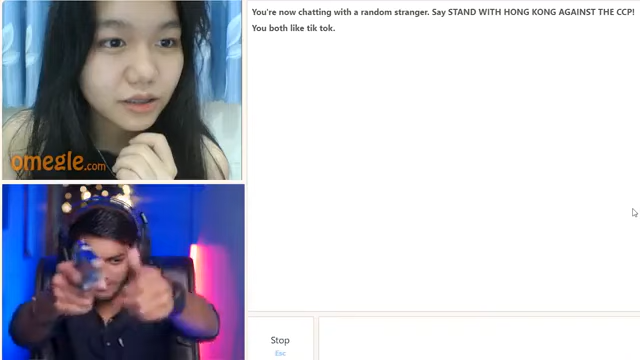 You're now chatting with a random stranger. Say STAND WITH HONG KONG AGAINST THE CCP!
You both like tik tok.
omegle.com
Stop
Esc